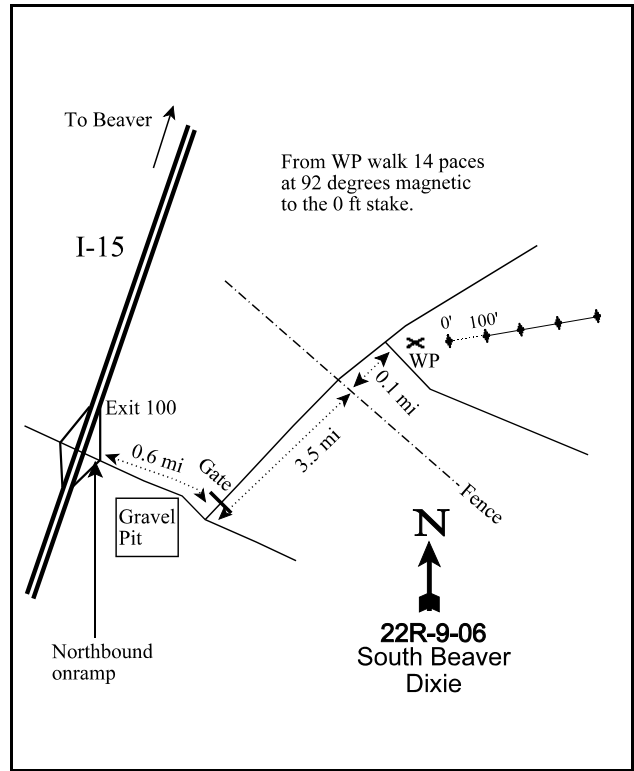 To Beaver
From WP walk 14 paces
at 92 degrees magnetic
to the 0 ft stake.
I-15
0'
100'
WP
0.1 mi
Exit 100
0.6 mi
Gate
3.5 mi
Fence
Gravel
Pit
N
22R-9-06
South Beaver
Dixie
Northbound
onramp